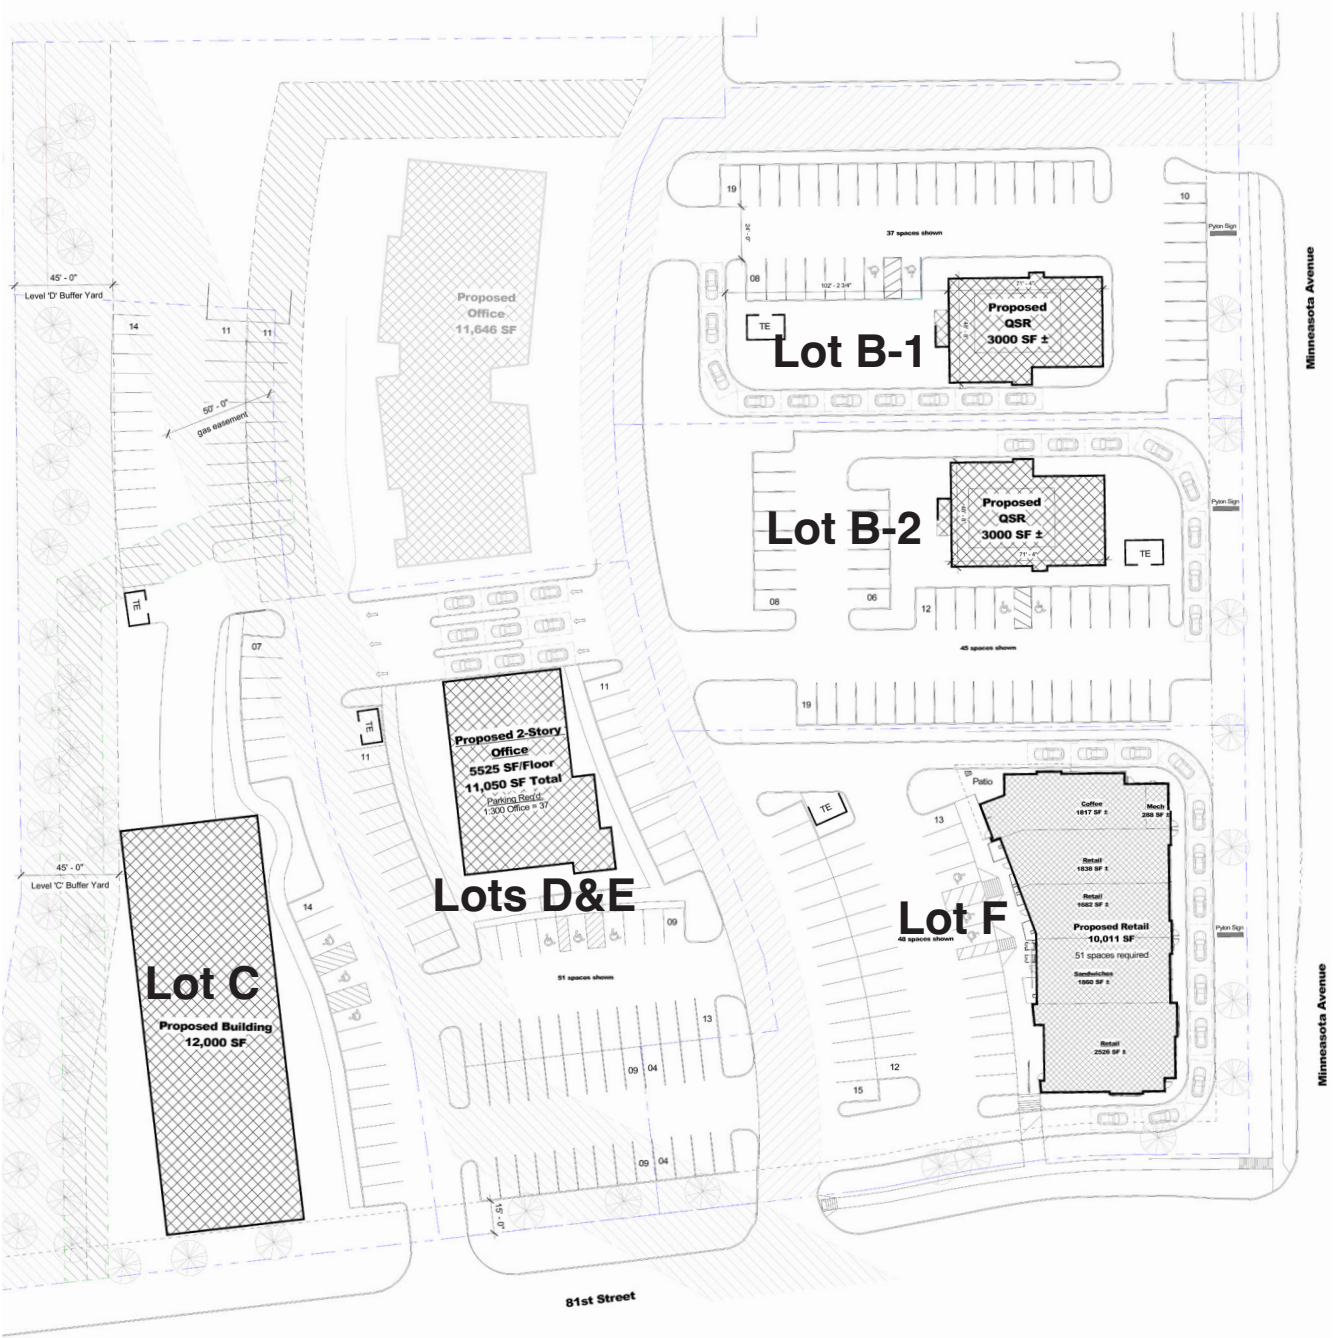 19
10
37 spaces shown
24' - 0"
Pylon Sign
Minneasota Avenue
45' - 0"
Level 'D' Buffer Yard
08
102' - 2 3/4"
71' - 4"
Proposed
Office
11,646 SF
Proposed
QSR
3000 SF ±
14
11
11
TE
Lot B-1
50' - 0"
gas easement
Lot B-2
Proposed
QSR
3000 SF ±
71' - 4"
Pylon Sign
TE
TE
08
06
12
07
45 spaces shown
11
19
TE
11
Proposed 2-Story
Office
5525 SF/Floor
11,050 SF Total
Parking Req'd:
1:300 Office = 37
Patio
TE
13
Coffee
1817 SF ±
Mech
288 SF ±
Retail
1838 SF ±
45' - 0"
Level 'C' Buffer Yard
Lots D&E
14
09
Retail
1682 SF ±
Lot F
48 spaces shown
Proposed Retail
10,011 SF
51 spaces required
Pylon Sign
Lot C
51 spaces shown
Sandwiches
1860 SF ±
Proposed Building
12,000 SF
13
Retail
2526 SF ±
09
04
12
15
Minneasota Avenue
09
04
15' - 0"
81st Street